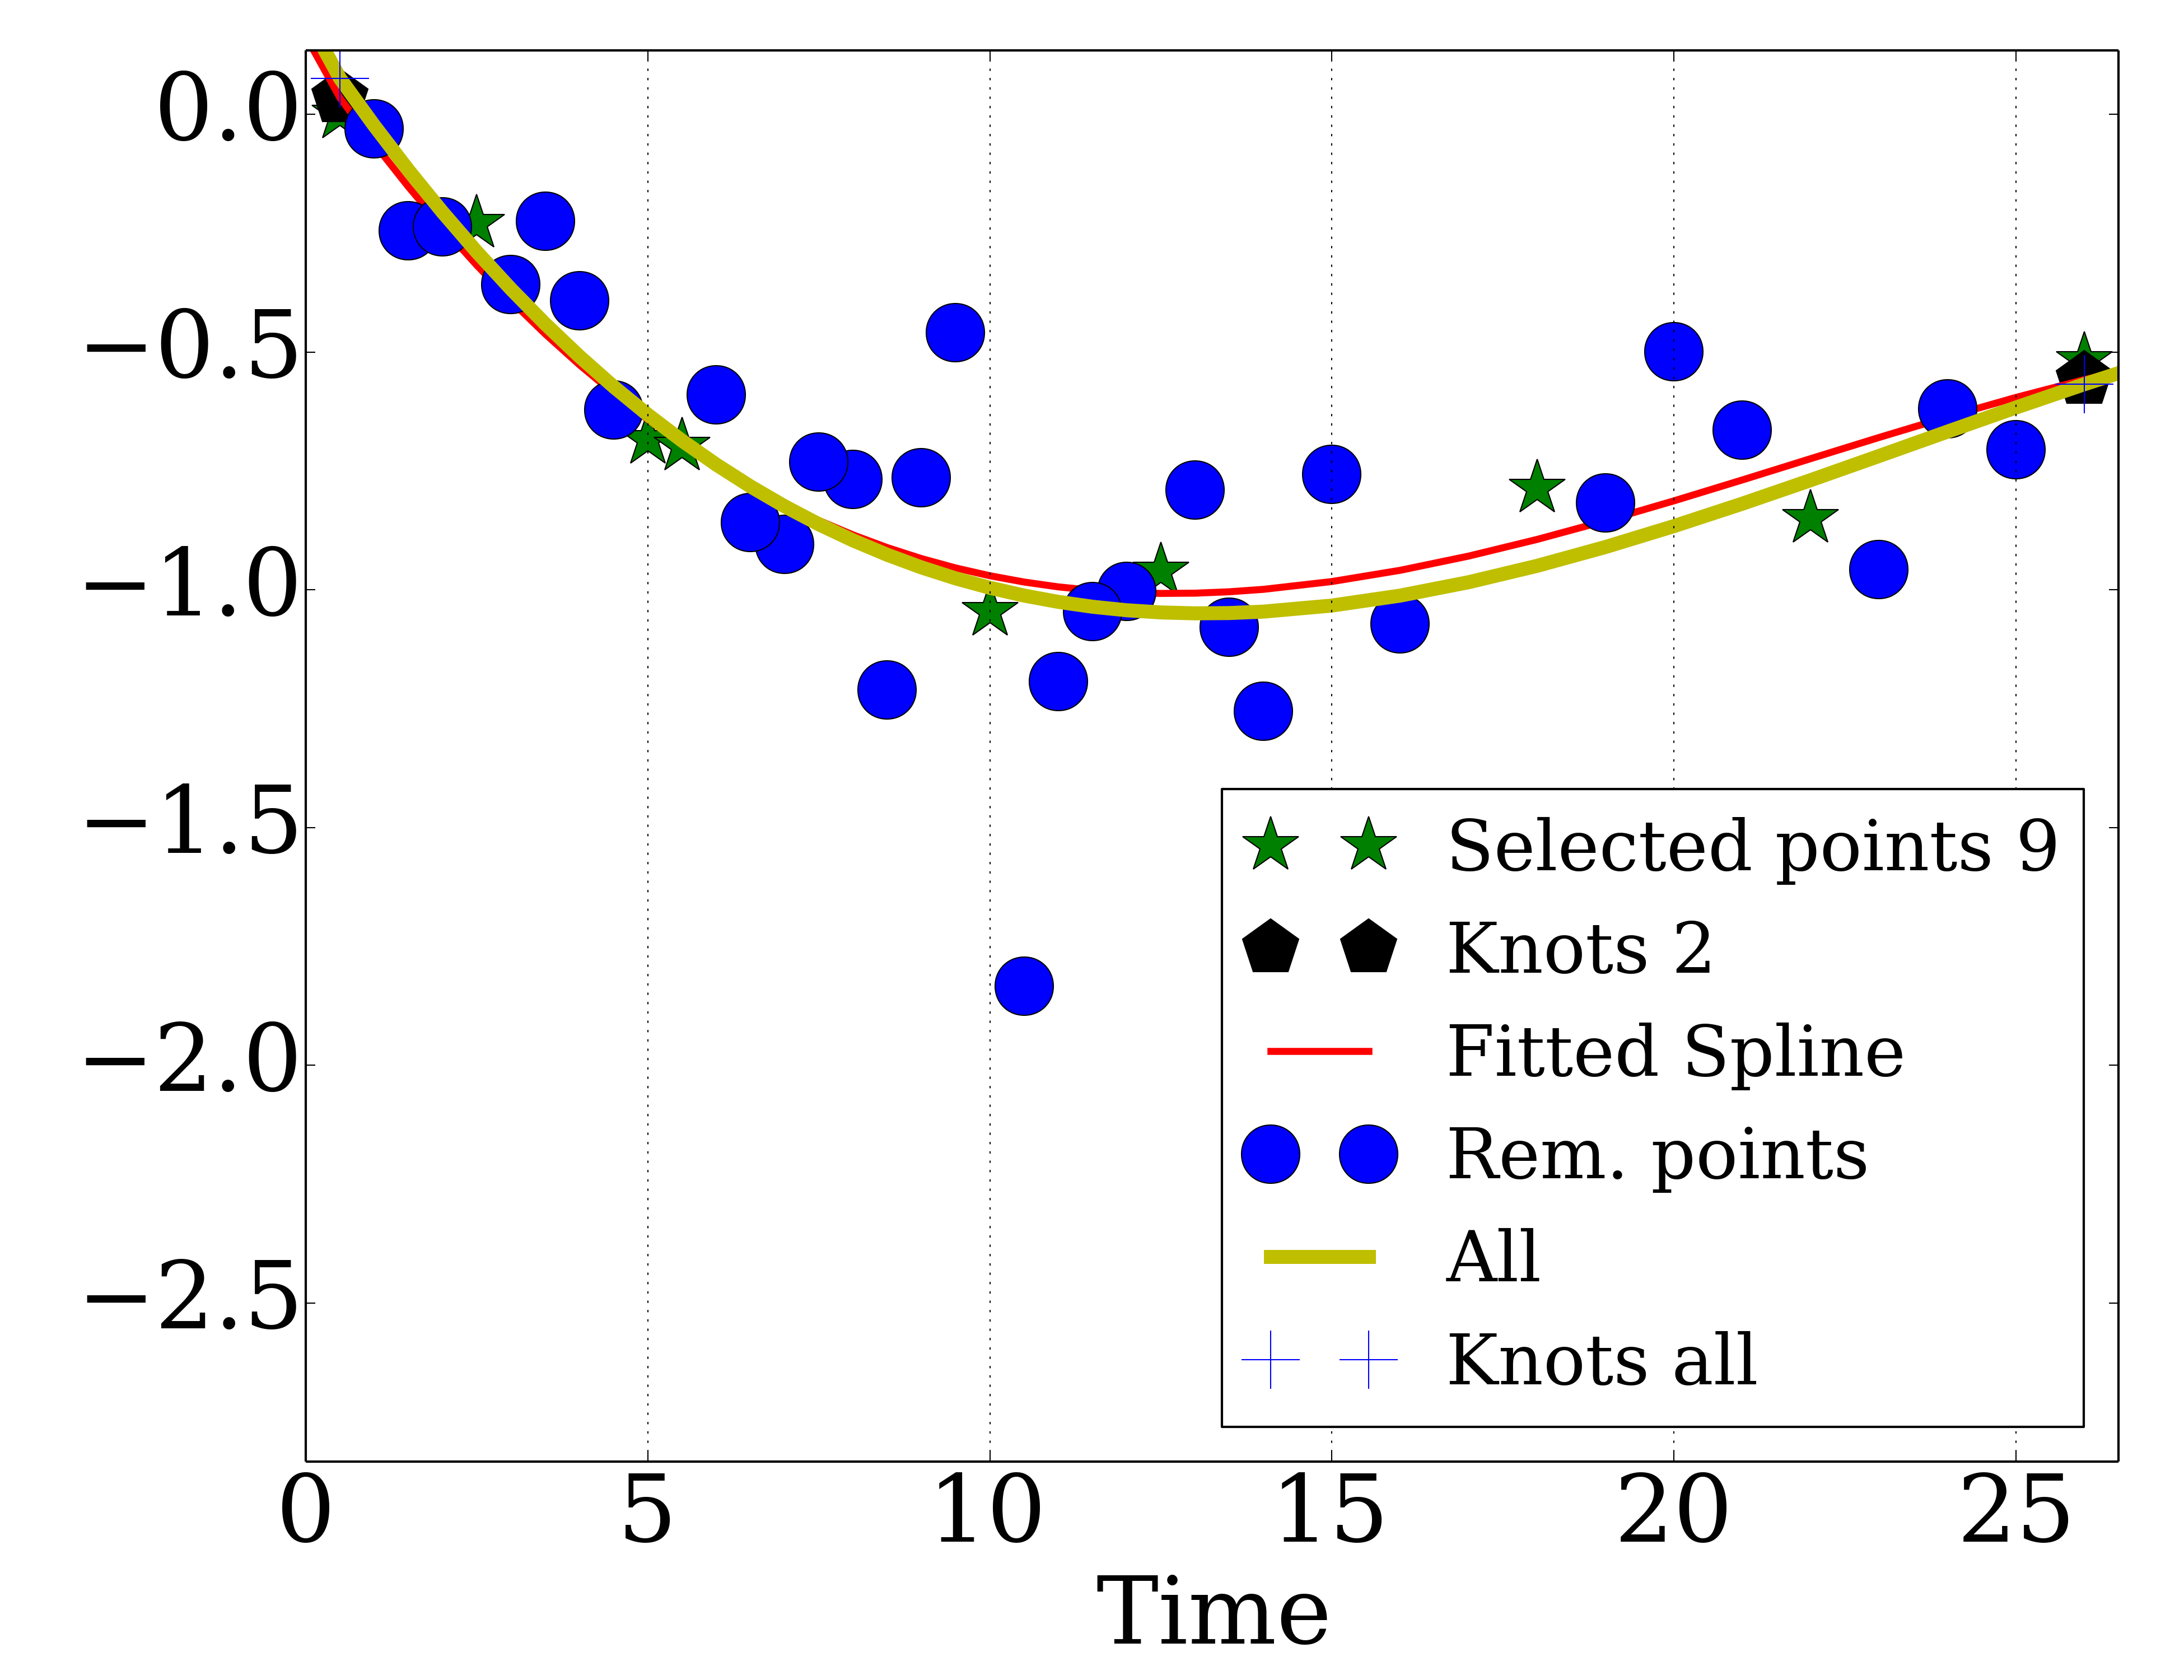 0.0
−0.5
−1.0
−1.5
−2.0
−2.5
Selected points 9
Knots 2
Fitted Spline
Rem. points
All
Knots all
0 5 10 15 20 25
Time